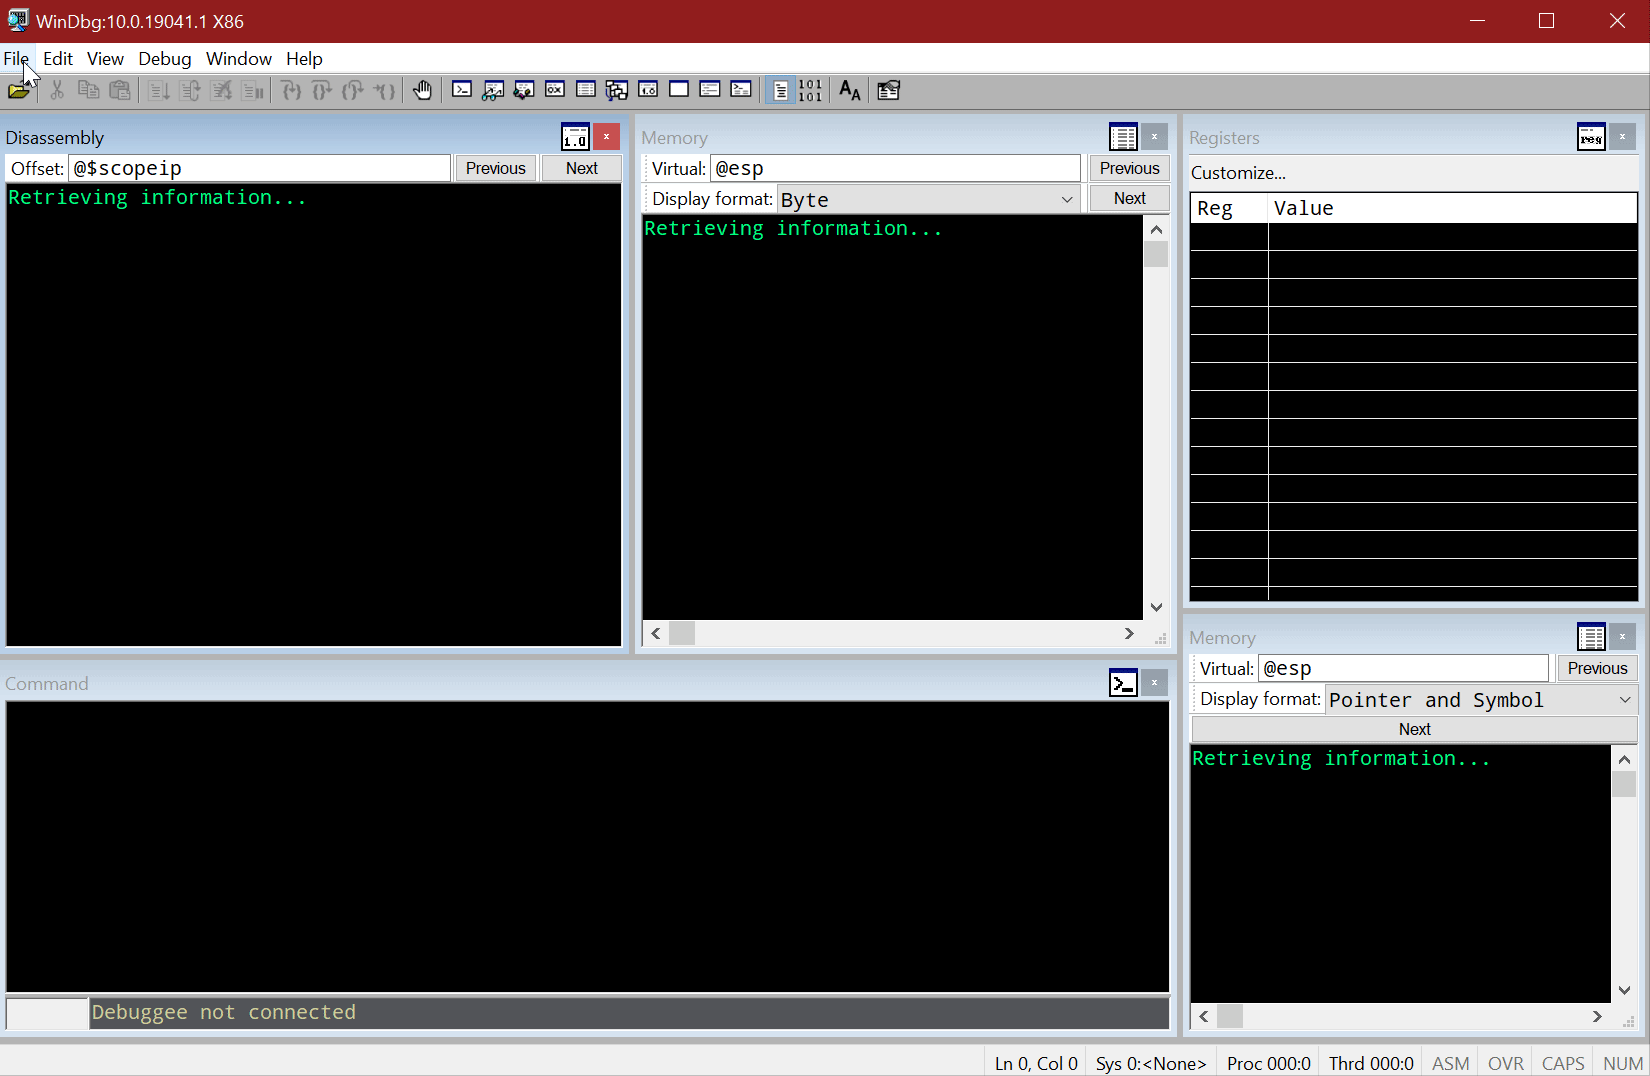 WinDbg:10.0.19041.1 X86
File Edit View Debug Window Help
Disassembly
Offset: @$scopeip Previous Next
Retrieving information...
Memory
Virtual: @esp Previous
Display format: Byte Next
Retrieving information...
Registers
Customize...
Reg Value
Command
Debuggee not connected
Memory
Virtual: @esp Previous
Display format: Pointer and Symbol
Next
Retrieving information...
Ln 0, Col 0 Sys 0:<None> Proc 000:0 Thrd 000:0 ASM OVR CAPS NUM